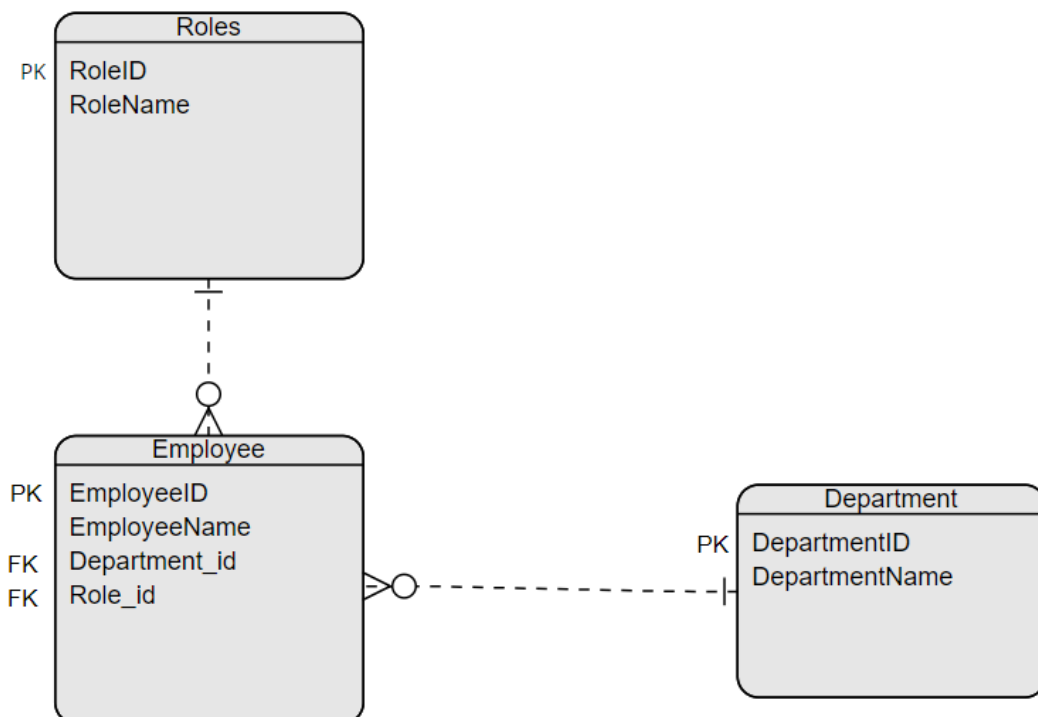 Roles
PK RoleID
RoleName
Employee
PK EmployeeID
EmployeeName
FK Department_id
FK Role_id
Department
PK DepartmentID
DepartmentName